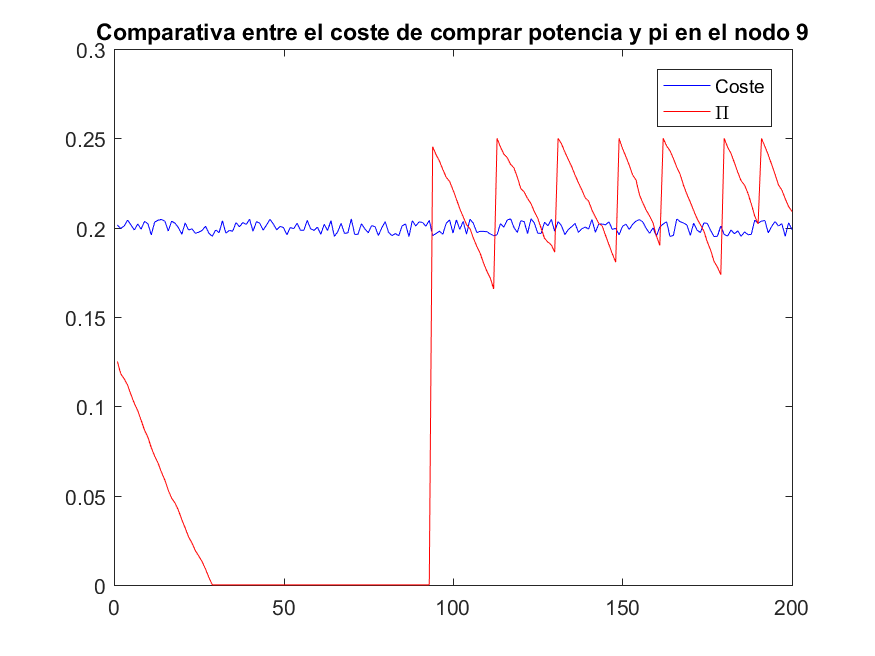 Comparativa entre el coste de comprar potencia y pi en el nodo 9
0.3
0.25
0.2
0.15
0.1
0.05
0
0 50 100 150 200
Coste
Π